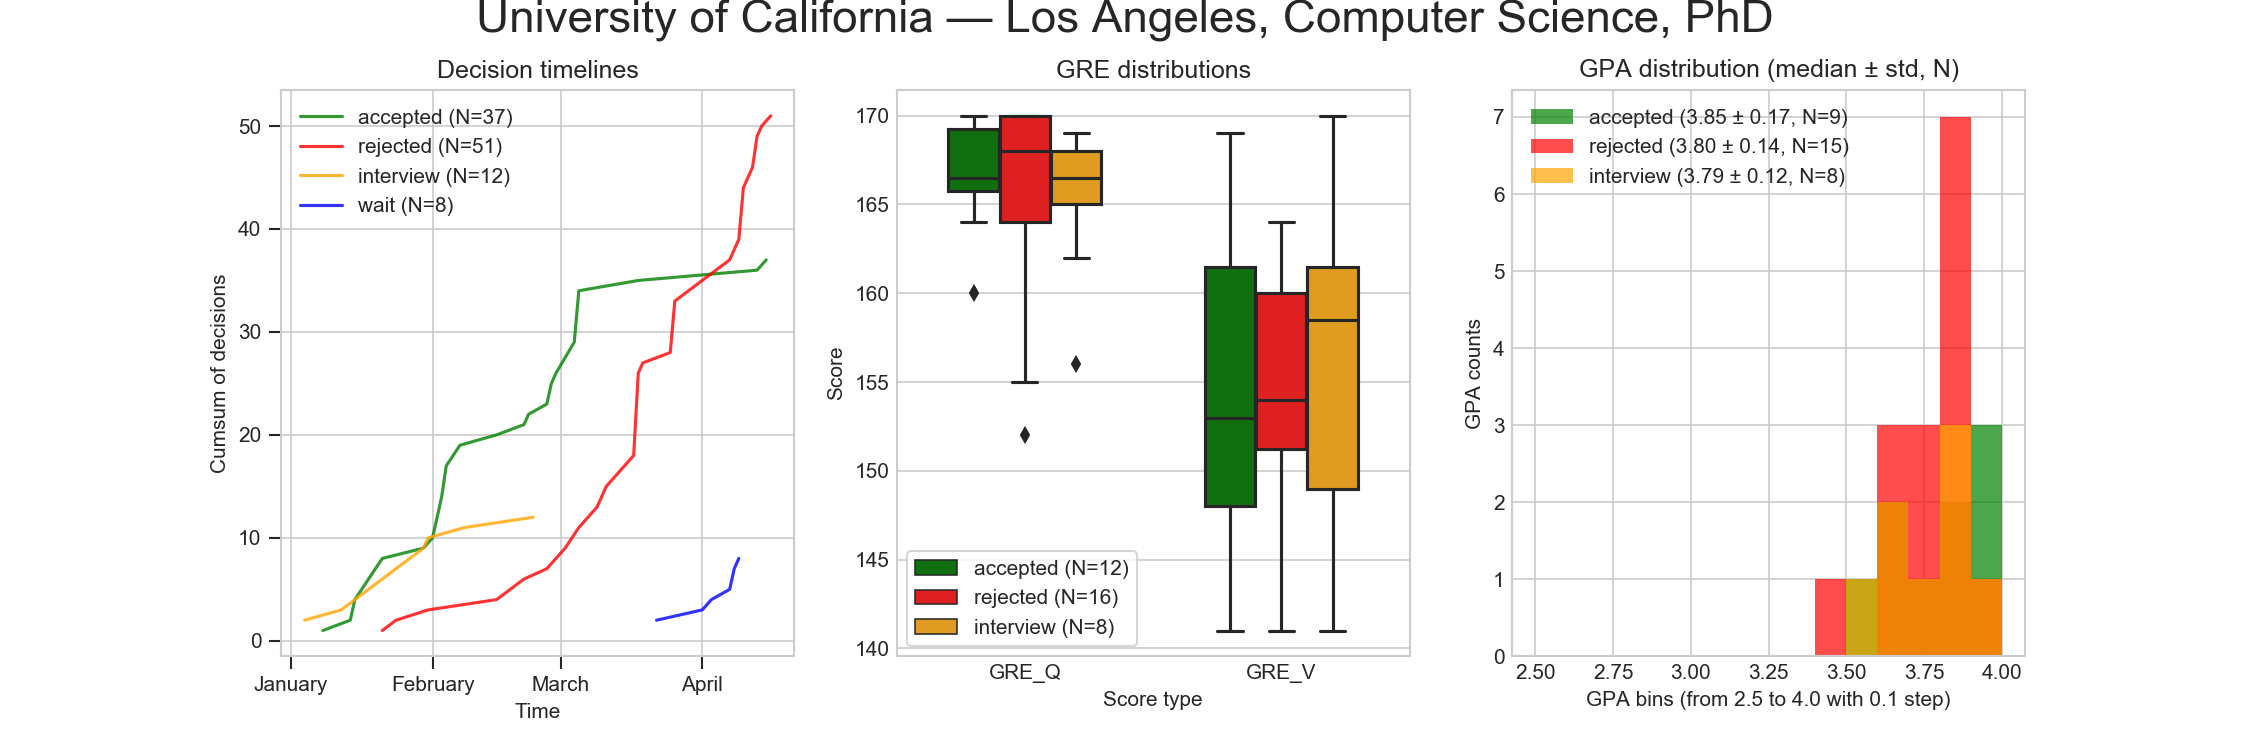 University of California — Los Angeles, Computer Science, PhD
Decision timelines
accepted (N=37)
rejected (N=51)
interview (N=12)
wait (N=8)
50
40
30
20
10
0
Cumsum of decisions
January February March April
Time
GRE distributions
170
165
160
155
150
145
140
Score
accepted (N=12)
rejected (N=16)
interview (N=8)
GRE_Q GRE_V
Score type
GPA distribution (median ± std, N)
accepted (3.85 ± 0.17, N=9)
rejected (3.80 ± 0.14, N=15)
interview (3.79 ± 0.12, N=8)
7
6
5
4
3
2
1
0
GPA counts
2.50 2.75 3.00 3.25 3.50 3.75 4.00
GPA bins (from 2.5 to 4.0 with 0.1 step)